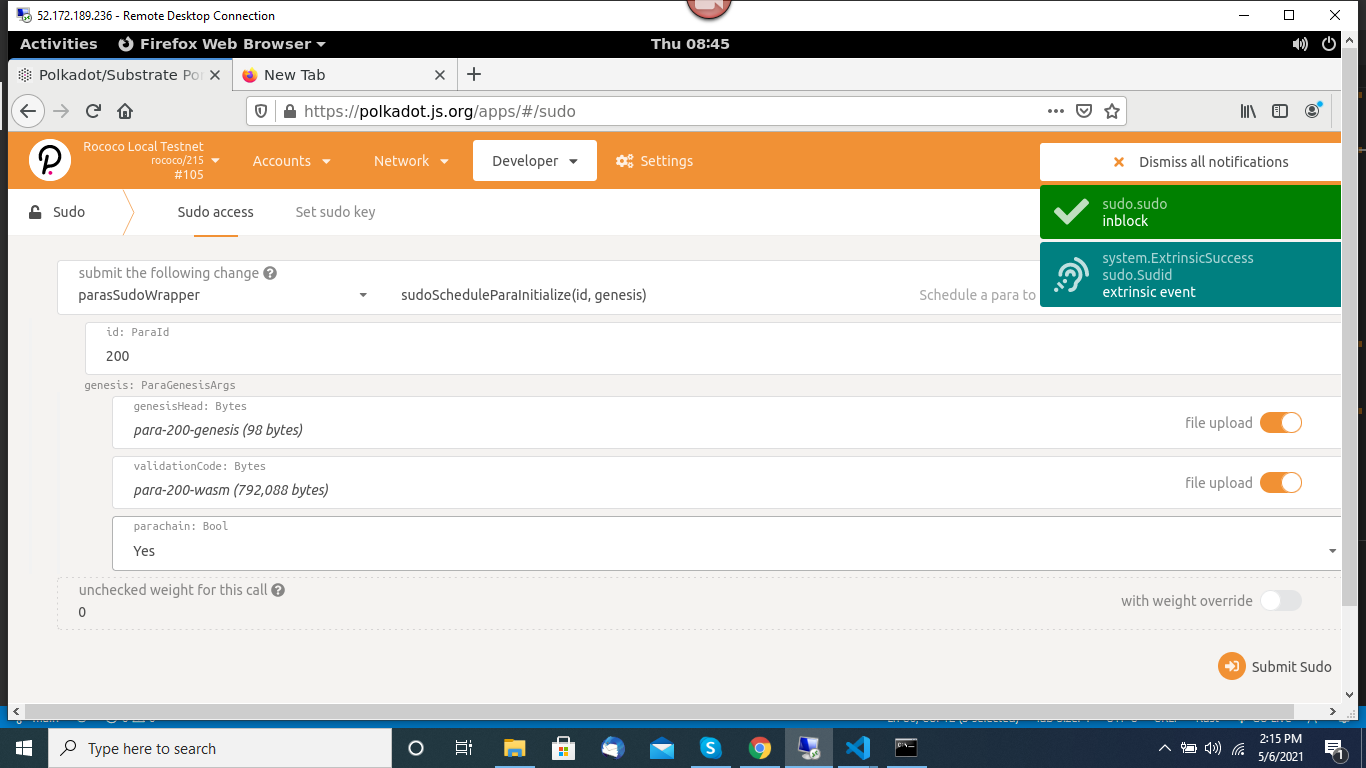 52.172.189.236 - Remote Desktop Connection
Activities Firefox Web Browser Thu 08:45
Polkadot/Substrate Por New Tab
https://polkadot.js.org/apps/#/sudo
Rococo Local Testnet
rococo/215
#105
Accounts Network Developer Settings
Dismiss all notifications
Sudo Sudo access Set sudo key
sudo.sudo
inblock
system.ExtrinsicSuccess
sudo.Sudid
extrinsic event
submit the following change
parasSudoWrapper sudoScheduleParaInitialize(id, genesis) Schedule a para to
id: ParaId
200
genesis: ParaGenesisArgs
genesisHead: Bytes
para-200-genesis (98 bytes) file upload
validationCode: Bytes
para-200-wasm (792,088 bytes) file upload
parachain: Bool
Yes
unchecked weight for this call
0 with weight override
Submit Sudo
Type here to search
2:15 PM
5/6/2021
1